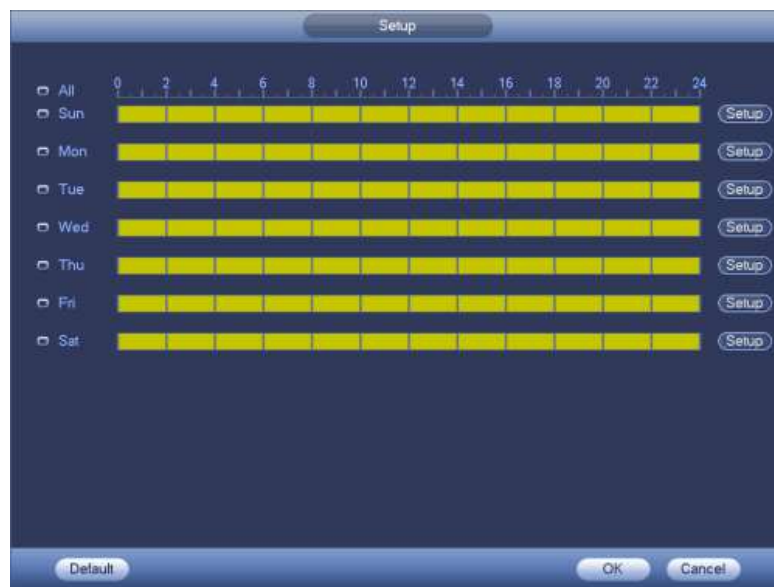 Setup
All 0 2 4 6 8 10 12 14 16 18 20 22 24
Sun Setup
Mon Setup
Tue Setup
Wed Setup
Thu Setup
Fri Setup
Sat Setup
Default OK Cancel